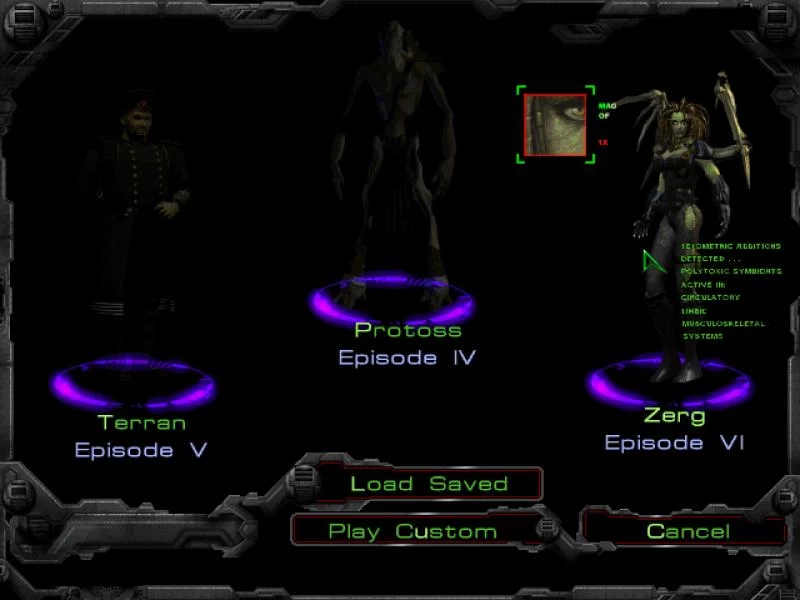 MAG
OF
1X
TELOMETRIC ADDITIONS
DETECTED ...
POLYTOXIC SYMBIONTS
ACTIVE IN:
CIRCULATORY
LIMBIC
MUSCULOSKELETAL
SYSTEMS
Protoss
Episode IV
Terran
Episode V
Zerg
Episode VI
Load Saved
Play Custom
Cancel